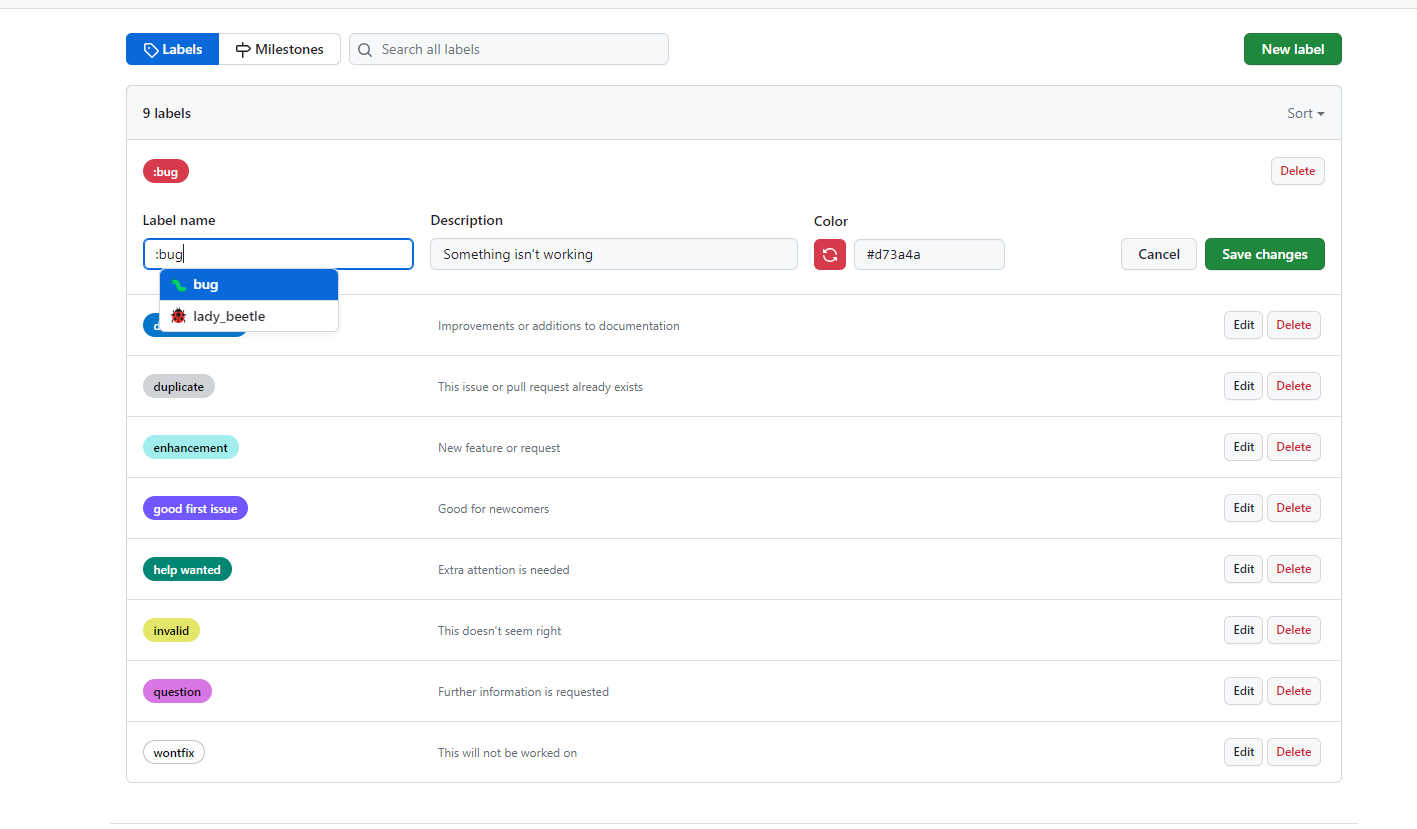 Labels Milestones Search all labels New label
9 labels Sort
:bug Delete
Label name Description Color
:bug Something isn't working #d73a4a Cancel Save changes
bug
lady_beetle
Improvements or additions to documentation Edit Delete
duplicate This issue or pull request already exists Edit Delete
enhancement New feature or request Edit Delete
good first issue Good for newcomers Edit Delete
help wanted Extra attention is needed Edit Delete
invalid This doesn't seem right Edit Delete
question Further information is requested Edit Delete
wontfix This will not be worked on Edit Delete